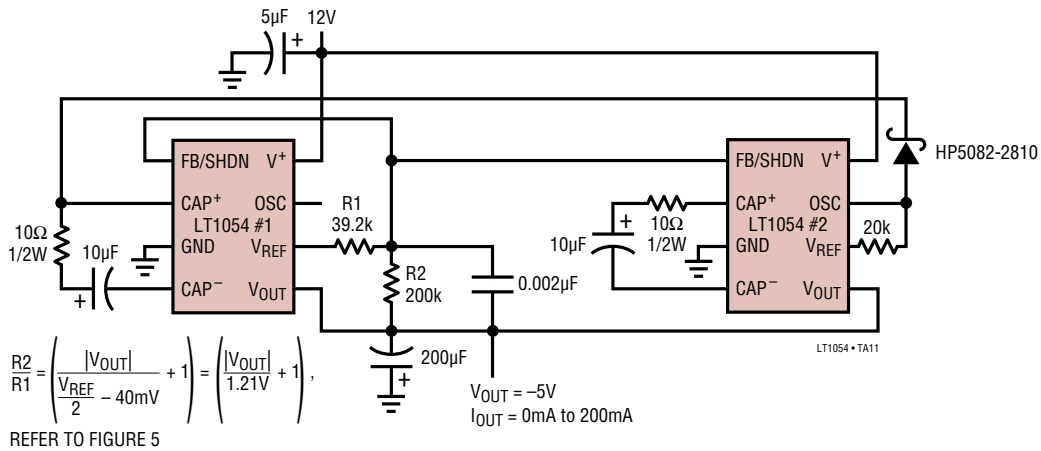 5µF 12V
+
FB/SHDN V+
CAP+ OSC
LT1054 #1
GND VREF
CAP− VOUT
10Ω
1/2W
10µF
+
R1
39.2k
R2
200k
0.002µF
200µF
+
VOUT = –5V
IOUT = 0mA to 200mA
FB/SHDN V+
CAP+ OSC
LT1054 #2
GND VREF
CAP− VOUT
+
10Ω
1/2W
10µF
20k
HP5082-2810
LT1054 • TA11
R2/R1 = (|VOUT|/(VREF/2 – 40mV) + 1) = (|VOUT|/1.21V + 1),
REFER TO FIGURE 5